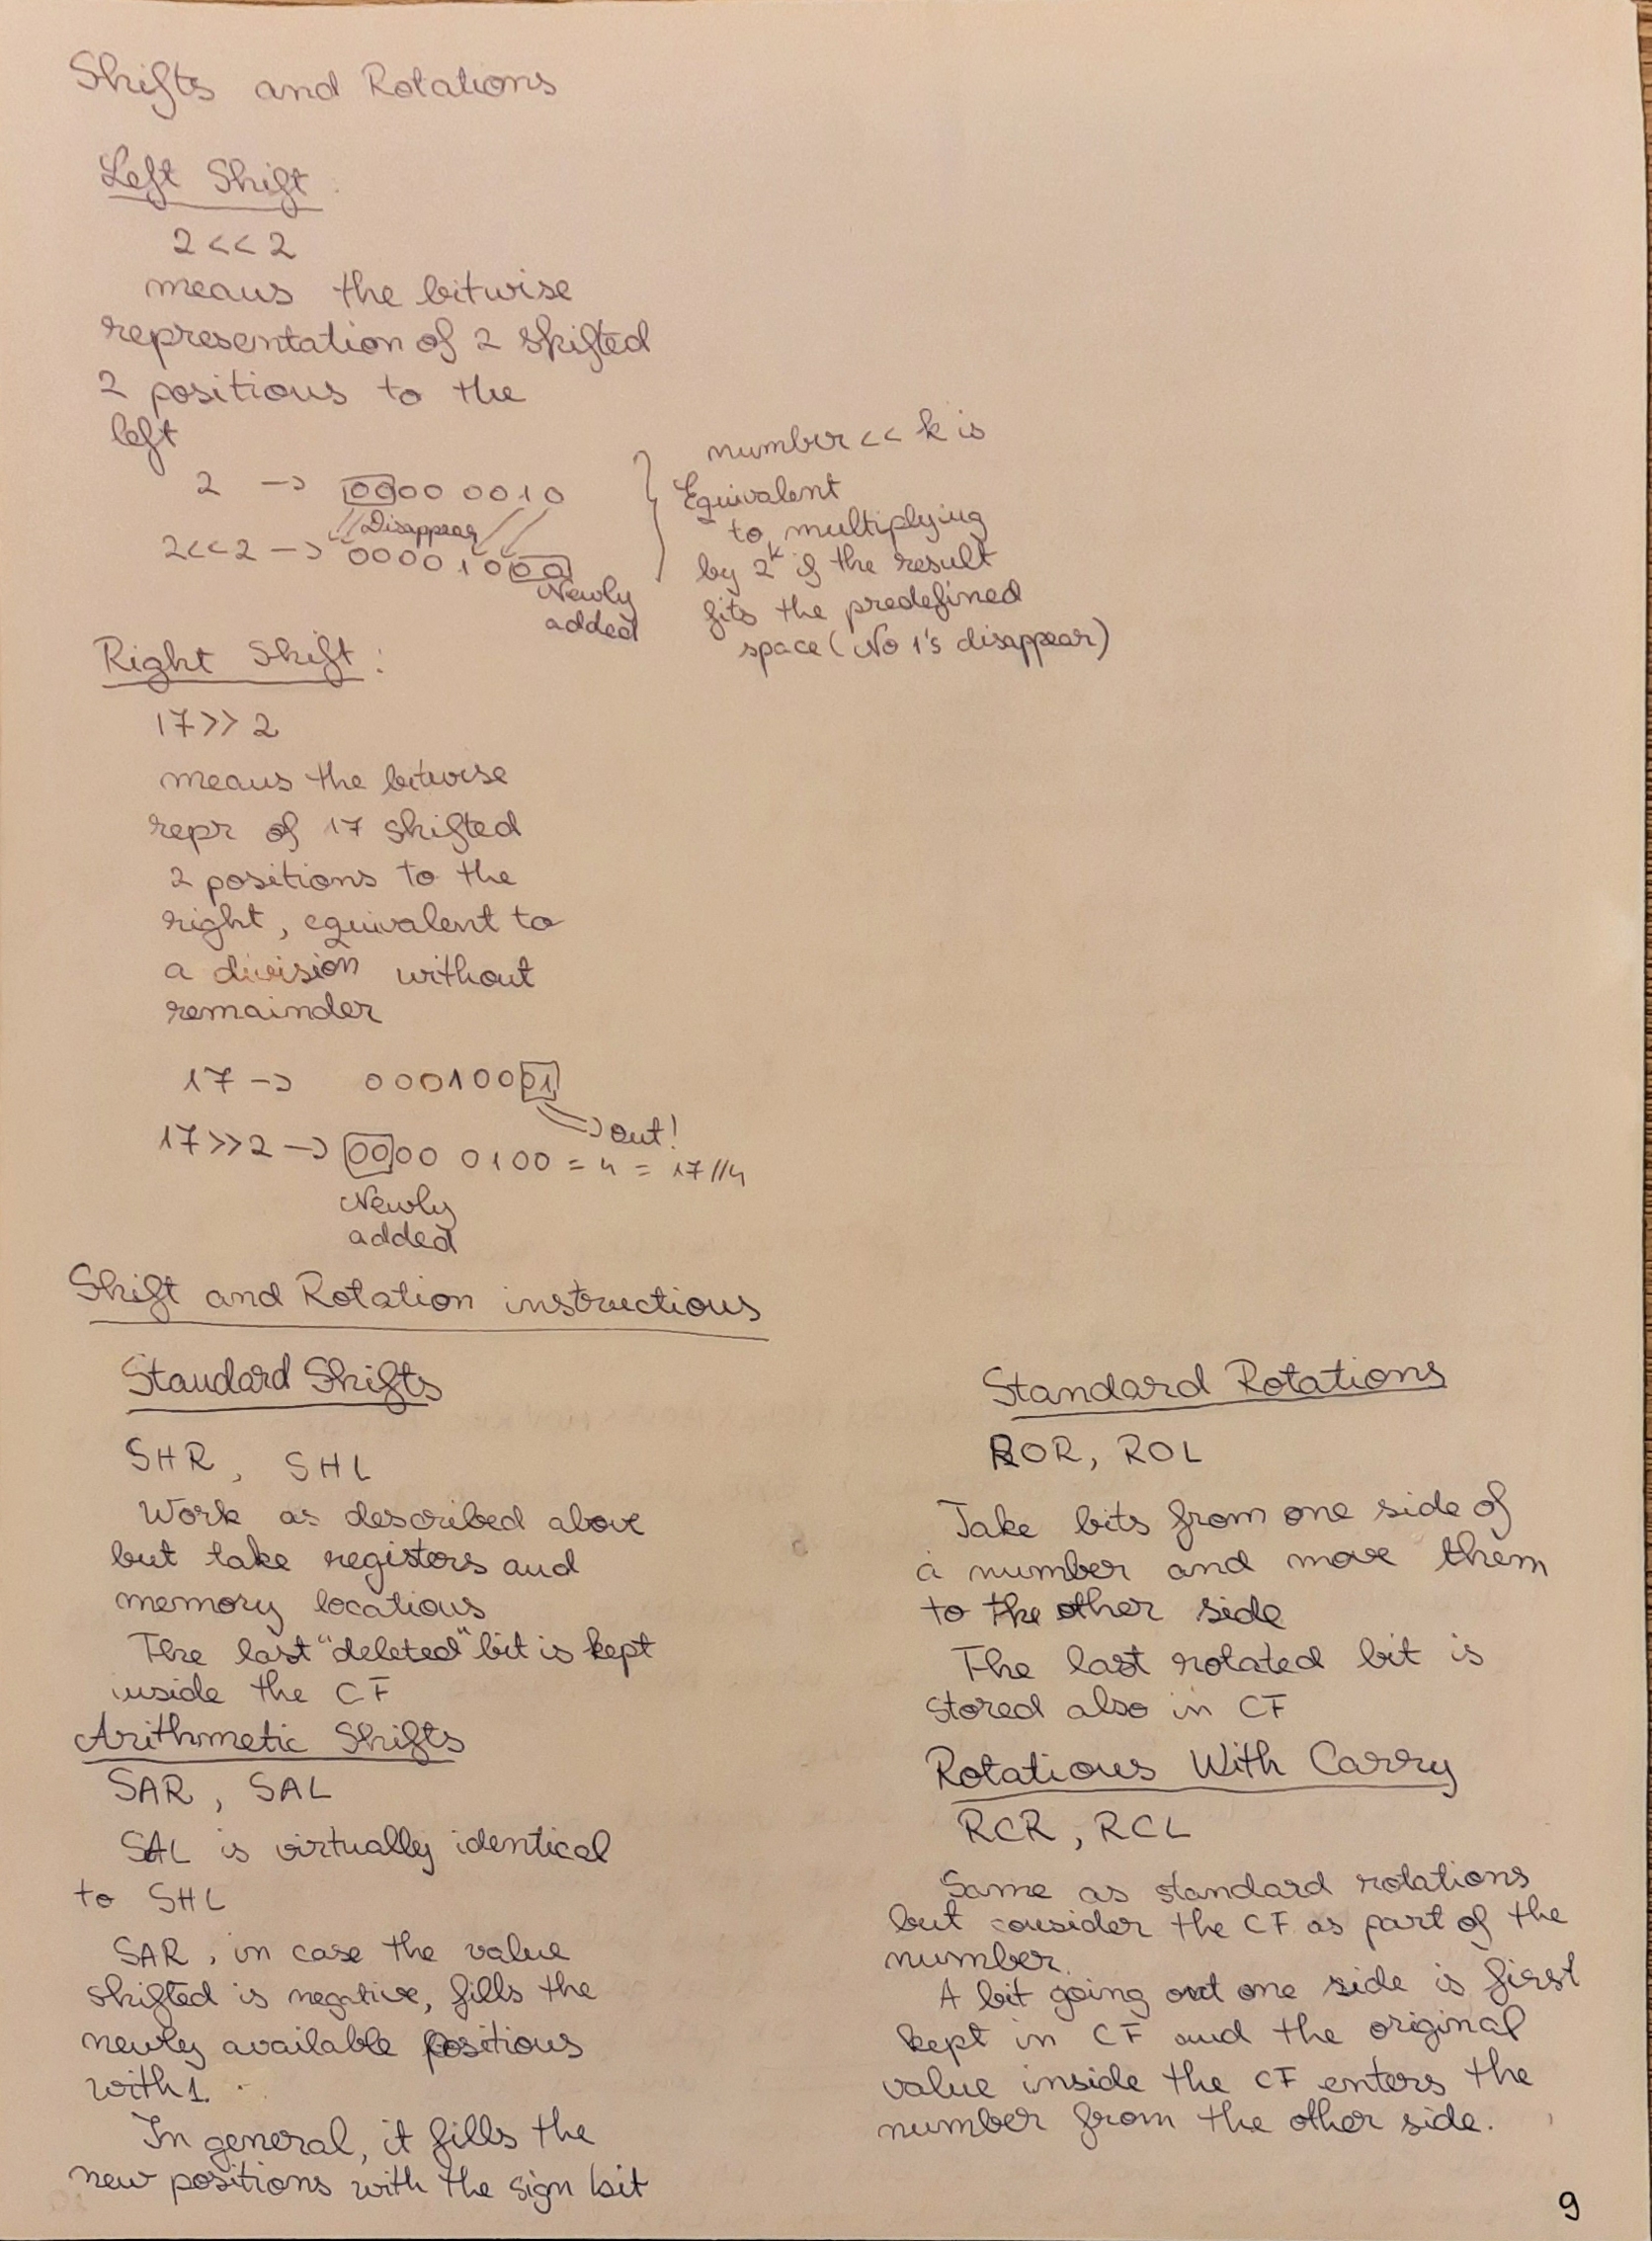 Shifts and Rotations
Left Shift:
2 << 2
means the bitwise
representation of 2 shifted
2 positions to the
left
2 -> 0000 0010
Disappear
2<<2 -> 0000 1000
Newly
added
number << k is
Equivalent
to multiplying
by 2^k if the result
fits the predefined
space (No 1's disappear)
Right Shift:
17 >> 2
means the bitwise
repr of 17 shifted
2 positions to the
right, equivalent to
a division without
remainder
17 -> 00010001
out!
17>>2 -> 0000 0100 = 4 = 17//4
Newly
added
Shift and Rotation instructions
Standard Shifts
SHR, SHL
Work as described above
but take registers and
memory locations
The last "deleted" bit is kept
inside the CF
Arithmetic Shifts
SAR, SAL
SAL is virtually identical
to SHL
SAR, in case the value
shifted is negative, fills the
newly available positions
with 1.
In general, it fills the
new positions with the sign bit
Standard Rotations
ROR, ROL
Take bits from one side of
a number and move them
to the other side
The last rotated bit is
stored also in CF
Rotations With Carry
RCR, RCL
Same as standard rotations
but consider the CF as part of the
number.
A bit going out one side is first
kept in CF and the original
value inside the CF enters the
number from the other side.
9